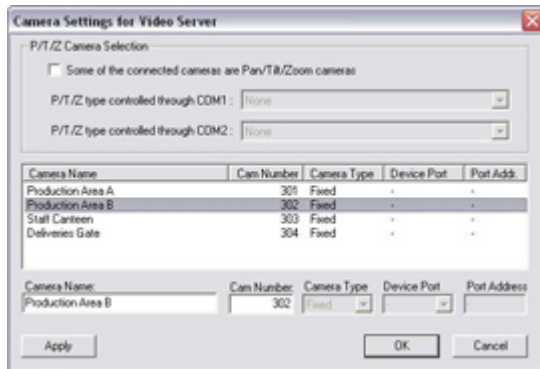 Camera Settings for Video Server
P/T/Z Camera Selection
Some of the connected cameras are Pan/Tilt/Zoom cameras
P/T/Z type controlled through COM1 : None
P/T/Z type controlled through COM2 : None
Camera Name Cam Number Camera Type Device Port Port Addr.
Production Area A 301 Fixed - -
Production Area B 302 Fixed - -
Staff Canteen 303 Fixed - -
Deliveries Gate 304 Fixed - -
Camera Name: Cam Number: Camera Type Device Port Port Address
Production Area B 302 Fixed -
Apply OK Cancel